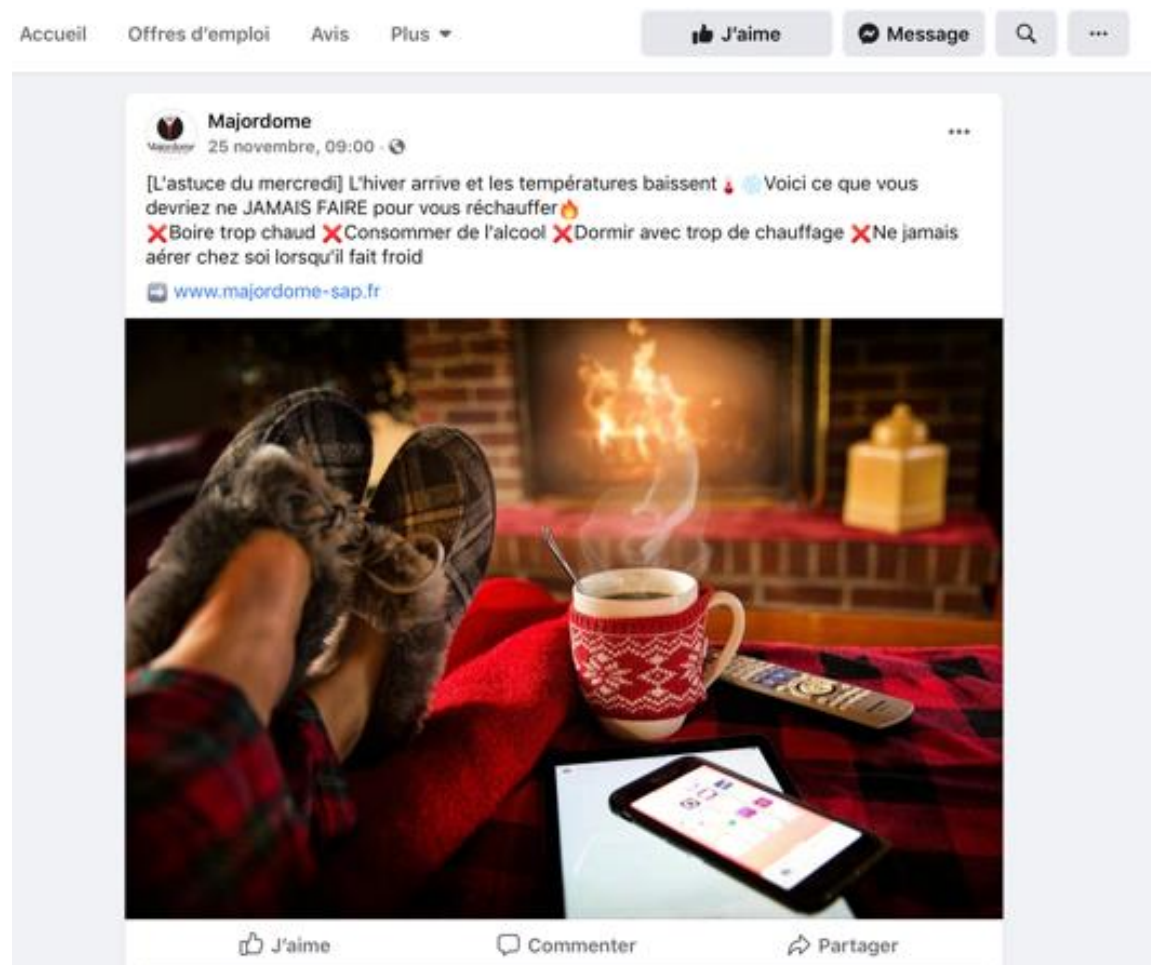 Accueil Offres d'emploi Avis Plus J'aime Message
Majordome
Majordome 25 novembre, 09:00 ·
[L'astuce du mercredi] L'hiver arrive et les températures baissent🌡️❄️Voici ce que vous
devriez ne JAMAIS FAIRE pour vous réchauffer🔥
❌Boire trop chaud ❌Consommer de l'alcool ❌Dormir avec trop de chauffage ❌Ne jamais
aérer chez soi lorsqu'il fait froid
➡️ www.majordome-sap.fr
J'aime Commenter Partager